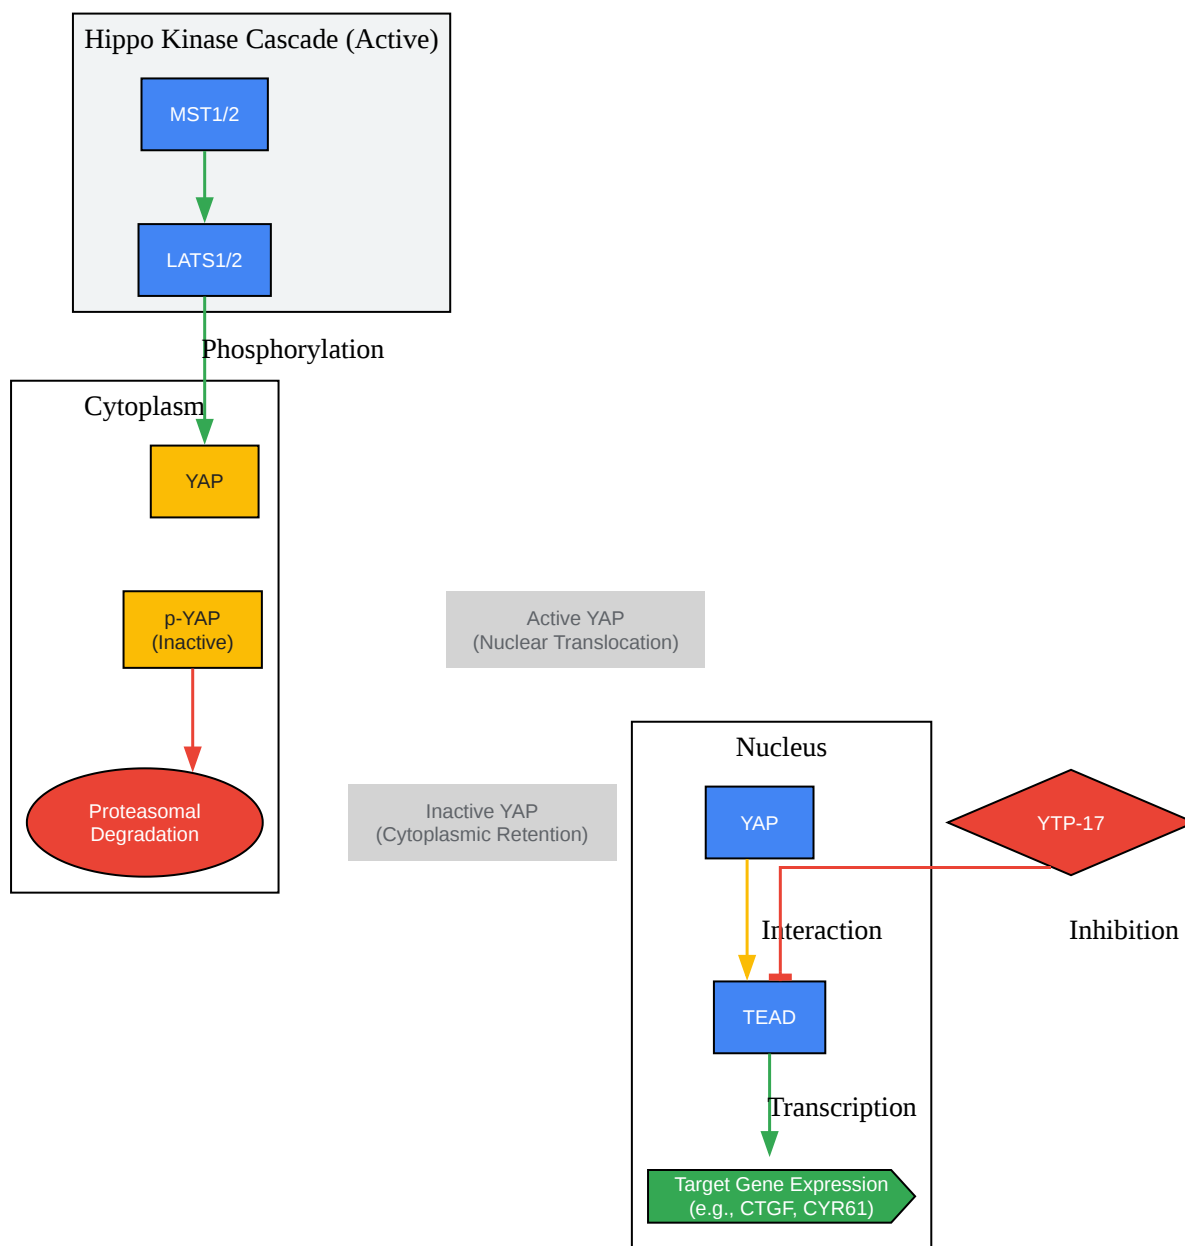 Hippo Kinase Cascade (Active)
MST1/2
LATS1/2
Phosphorylation
Cytoplasm
YAP
p-YAP
(Inactive)
Active YAP
(Nuclear Translocation)
Nucleus
Proteasomal
Degradation
Inactive YAP
(Cytoplasmic Retention)
YAP
YTP-17
Interaction
Inhibition
TEAD
Transcription
Target Gene Expression
(e.g., CTGF, CYR61)